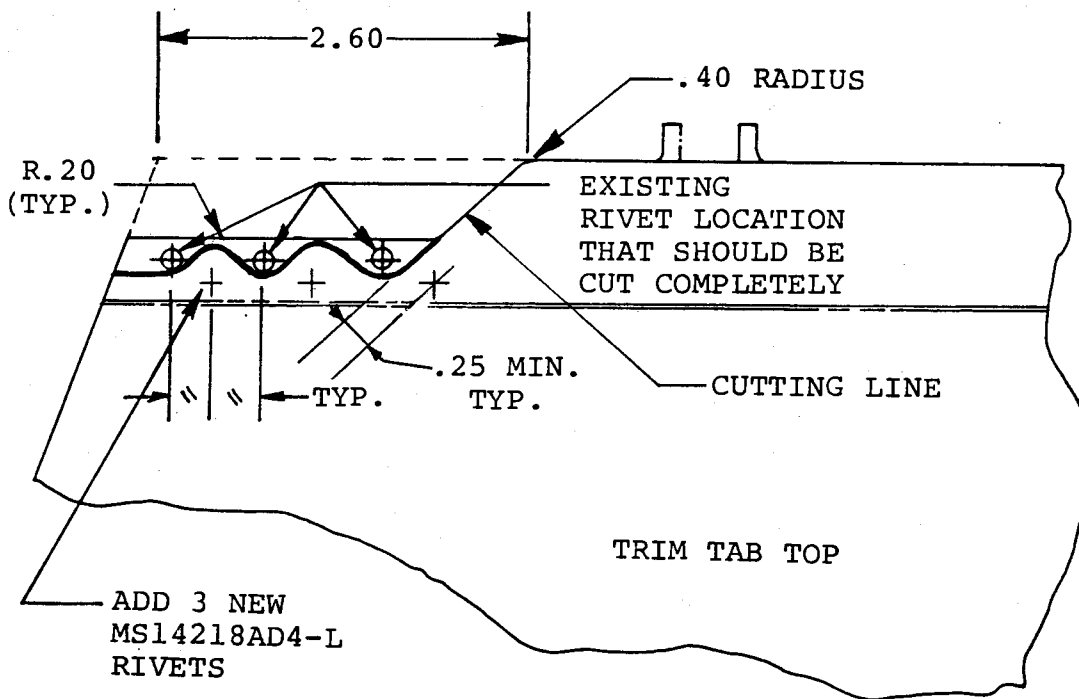 2.60
.40 RADIUS
R.20
(TYP.)
EXISTING
RIVET LOCATION
THAT SHOULD BE
CUT COMPLETELY
.25 MIN.
TYP.
TYP.
CUTTING LINE
TRIM TAB TOP
ADD 3 NEW
MS14218AD4-L
RIVETS